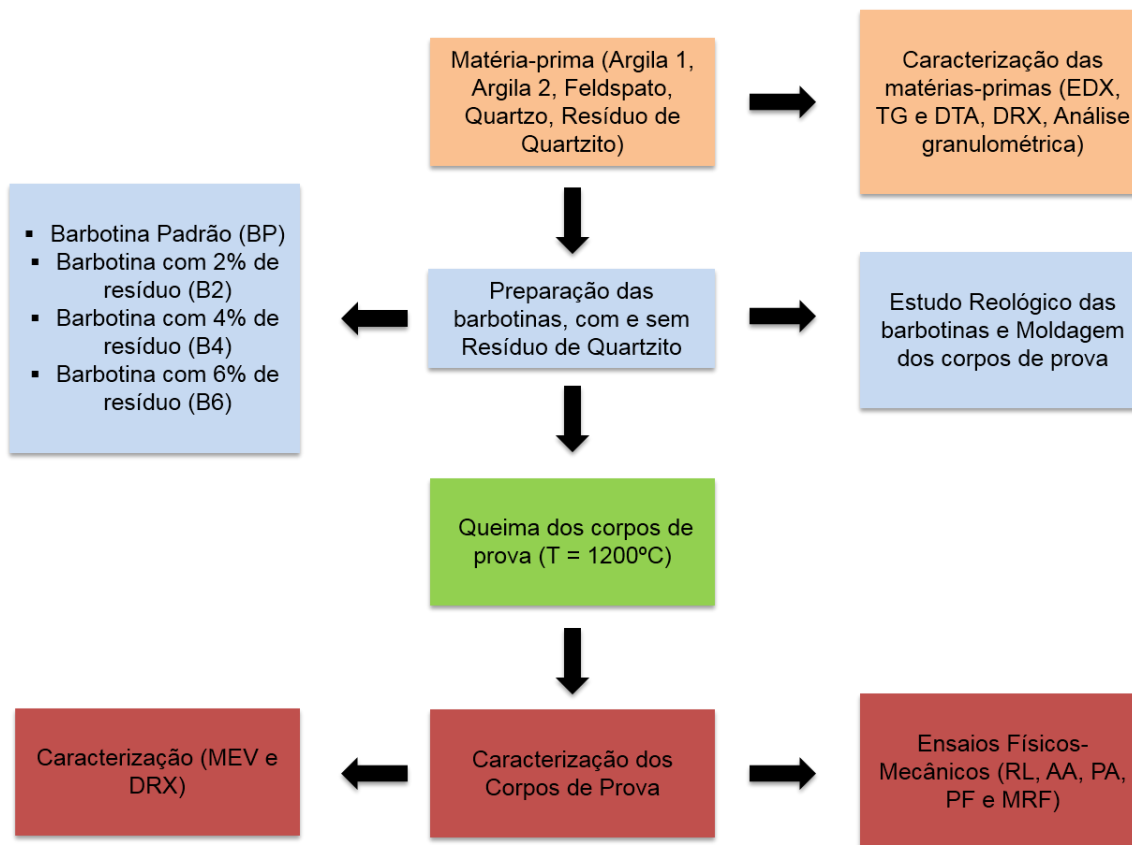 Matéria-prima (Argila 1,
Argila 2, Feldspato,
Quartzo, Resíduo de
Quartzito)
Caracterização das
matérias-primas (EDX,
TG e DTA, DRX, Análise
granulométrica)
▪ Barbotina Padrão (BP)
▪ Barbotina com 2% de
resíduo (B2)
▪ Barbotina com 4% de
resíduo (B4)
▪ Barbotina com 6% de
resíduo (B6)
Preparação das
barbotinas, com e sem
Resíduo de Quartzito
Estudo Reológico das
barbotinas e Moldagem
dos corpos de prova
Queima dos corpos de
prova (T = 1200ºC)
Caracterização (MEV e
DRX)
Caracterização dos
Corpos de Prova
Ensaios Físicos-
Mecânicos (RL, AA, PA,
PF e MRF)